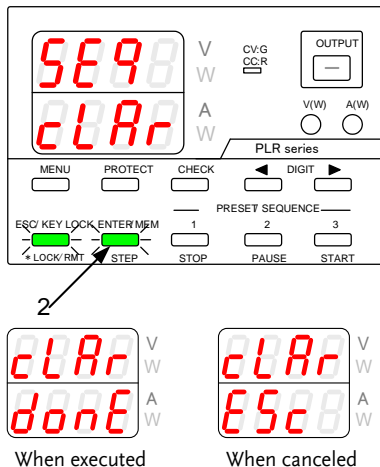 SEq V
W
CV:G
CC:R
OUTPUT
cLAr A
W
V(W) A(W)
PLR series
MENU PROTECT CHECK ◀ DIGIT ▶
PRESET/ SEQUENCE
ESC/ KEY LOCK ENTER/MEM 1 2 3
* LOCK/RMT STEP STOP PAUSE START
2
cLAr V
W
donE A
W
When executed
cLAr V
W
ESc A
W
When canceled